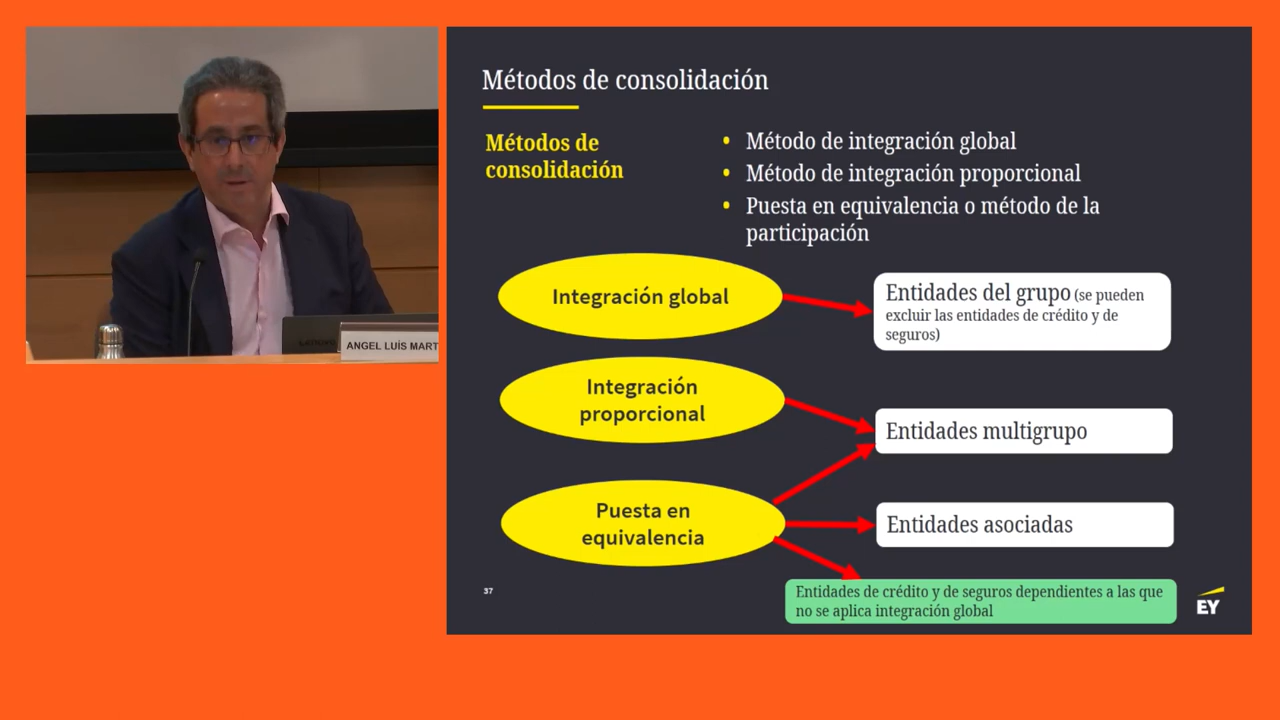 ANGEL LUÍS MART
Métodos de consolidación
Métodos de
consolidación
• Método de integración global
• Método de integración proporcional
• Puesta en equivalencia o método de la
participación
Integración global
Entidades del grupo (se pueden
excluir las entidades de crédito y de
seguros)
Integración
proporcional
Entidades multigrupo
Puesta en
equivalencia
Entidades asociadas
Entidades de crédito y de seguros dependientes a las que
no se aplica integración global
37
EY